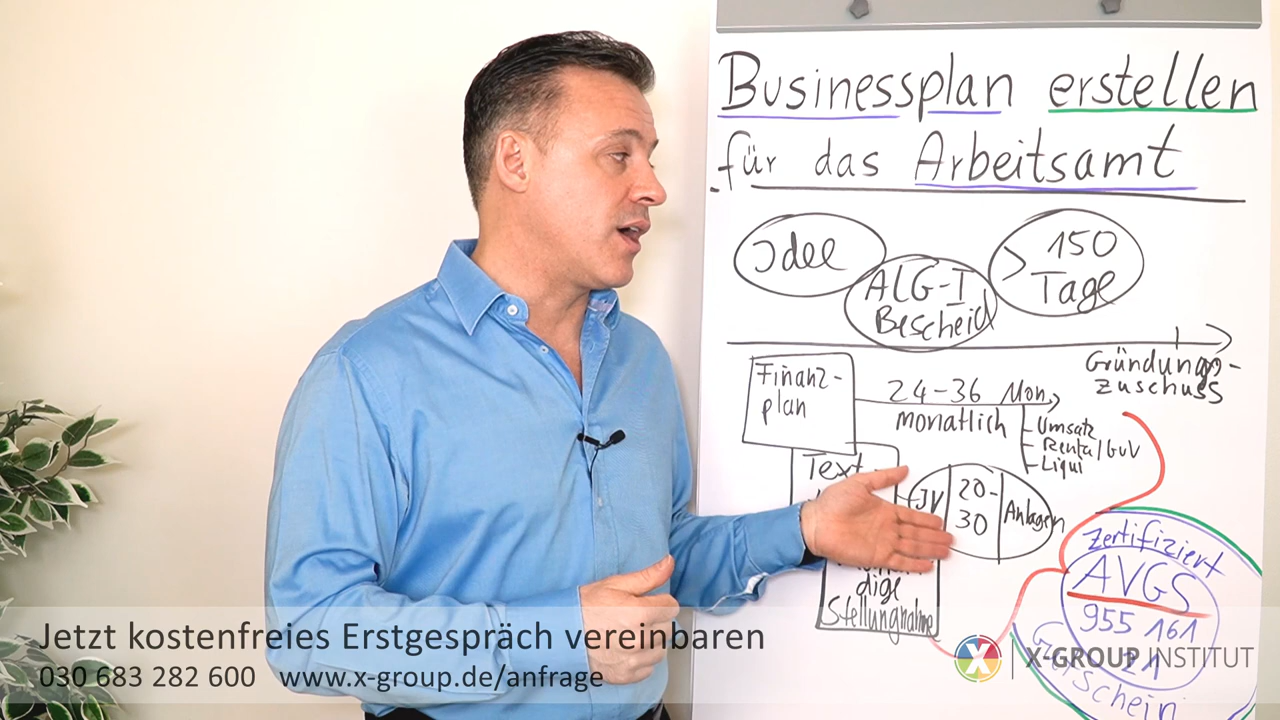 Businessplan erstellen
für das Arbeitsamt
Idee
ALG-I
Bescheid
> 150
Tage
Gründungs-
zuschuss
Finanz-
plan
24-36 Mon.
monatlich
Umsatz
Renta/GuV
Liqui
Text
20-
30
Anlagen
dige
Stellungnahme
Zertifiziert
AVGS
955 161
21
Gutschein
Jetzt kostenfreies Erstgespräch vereinbaren
030 683 282 600 www.x-group.de/anfrage
X-GROUP INSTITUT